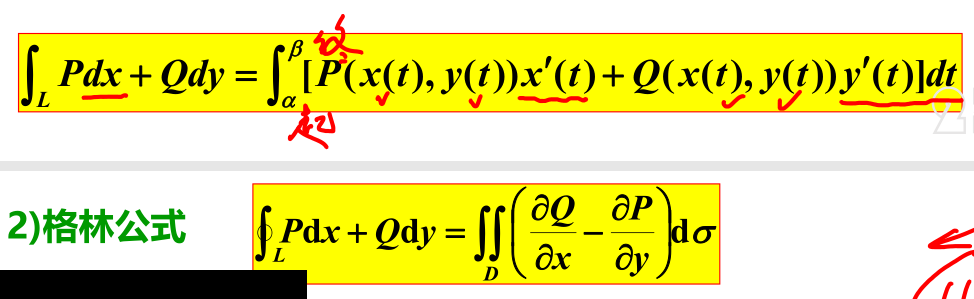 终
∫_L Pdx + Qdy = ∫_α^β [P(x(t), y(t))x′(t) + Q(x(t), y(t))y′(t)]dt
起
2)格林公式 ∮_L Pdx + Qdy = ∬_D (∂Q/∂x − ∂P/∂y) dσ